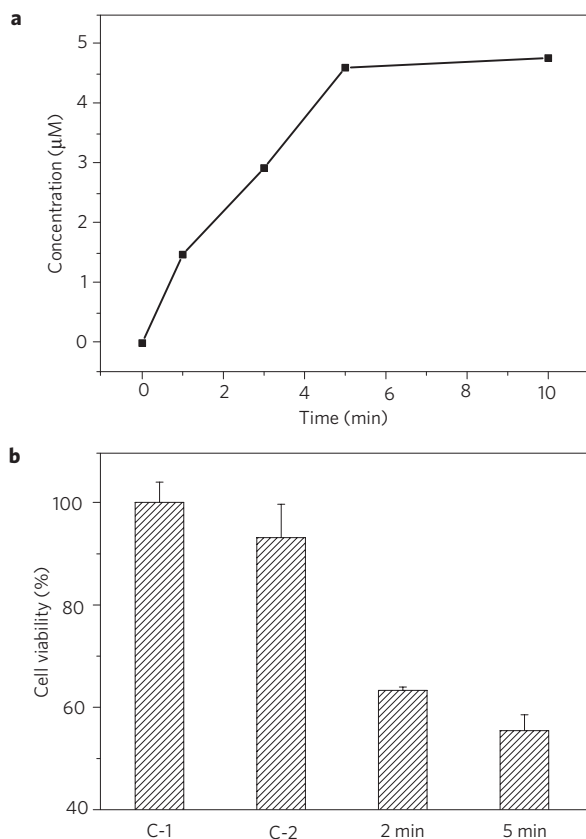 a
5
4
3
2
1
0
Concentration (μM)
0 2 4 6 8 10
Time (min)
b
100
80
60
40
Cell viability (%)
C-1 C-2 2 min 5 min